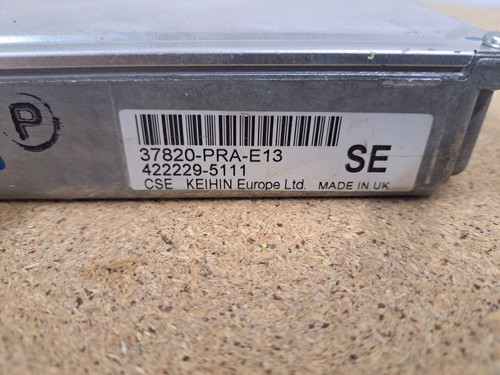 P
37820-PRA-E13
SE
422229-5111
CSE KEIHIN Europe Ltd. MADE IN UK